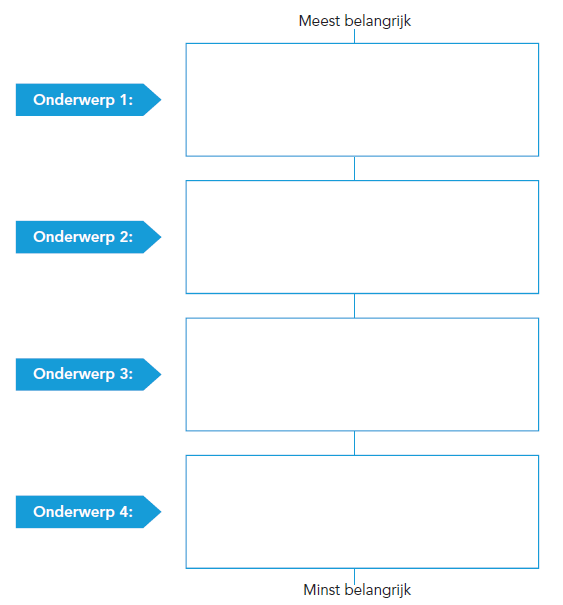 Meest belangrijk
Onderwerp 1:
Onderwerp 2:
Onderwerp 3:
Onderwerp 4:
Minst belangrijk